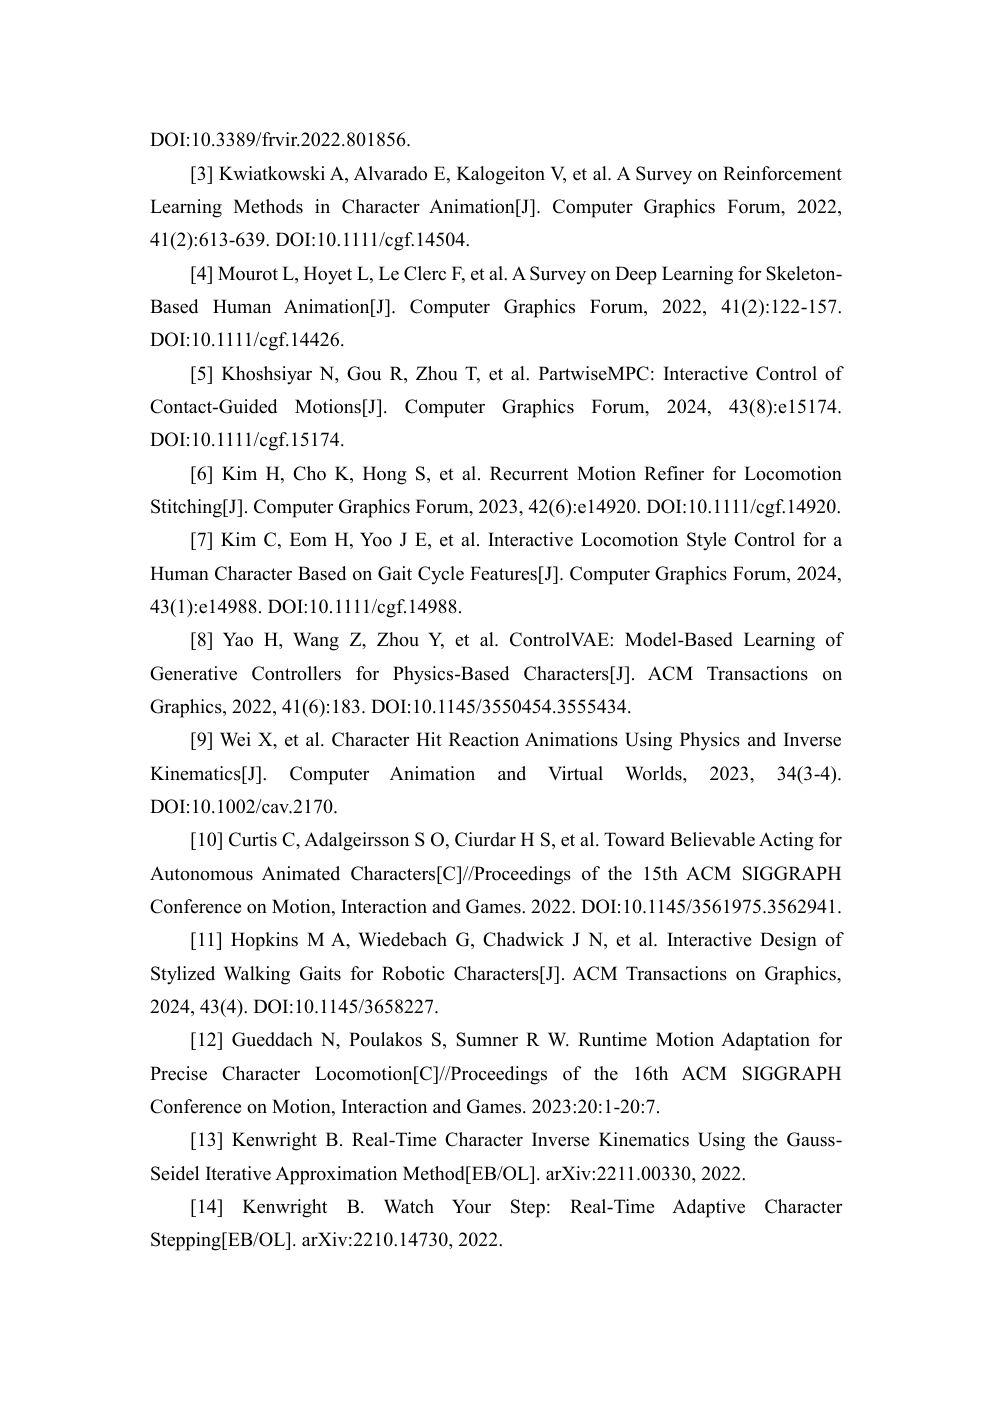 DOI:10.3389/frvir.2022.801856.
[3] Kwiatkowski A, Alvarado E, Kalogeiton V, et al. A Survey on Reinforcement
Learning Methods in Character Animation[J]. Computer Graphics Forum, 2022,
41(2):613-639. DOI:10.1111/cgf.14504.
[4] Mourot L, Hoyet L, Le Clerc F, et al. A Survey on Deep Learning for Skeleton-
Based Human Animation[J]. Computer Graphics Forum, 2022, 41(2):122-157.
DOI:10.1111/cgf.14426.
[5] Khoshsiyar N, Gou R, Zhou T, et al. PartwiseMPC: Interactive Control of
Contact-Guided Motions[J]. Computer Graphics Forum, 2024, 43(8):e15174.
DOI:10.1111/cgf.15174.
[6] Kim H, Cho K, Hong S, et al. Recurrent Motion Refiner for Locomotion
Stitching[J]. Computer Graphics Forum, 2023, 42(6):e14920. DOI:10.1111/cgf.14920.
[7] Kim C, Eom H, Yoo J E, et al. Interactive Locomotion Style Control for a
Human Character Based on Gait Cycle Features[J]. Computer Graphics Forum, 2024,
43(1):e14988. DOI:10.1111/cgf.14988.
[8] Yao H, Wang Z, Zhou Y, et al. ControlVAE: Model-Based Learning of
Generative Controllers for Physics-Based Characters[J]. ACM Transactions on
Graphics, 2022, 41(6):183. DOI:10.1145/3550454.3555434.
[9] Wei X, et al. Character Hit Reaction Animations Using Physics and Inverse
Kinematics[J]. Computer Animation and Virtual Worlds, 2023, 34(3-4).
DOI:10.1002/cav.2170.
[10] Curtis C, Adalgeirsson S O, Ciurdar H S, et al. Toward Believable Acting for
Autonomous Animated Characters[C]//Proceedings of the 15th ACM SIGGRAPH
Conference on Motion, Interaction and Games. 2022. DOI:10.1145/3561975.3562941.
[11] Hopkins M A, Wiedebach G, Chadwick J N, et al. Interactive Design of
Stylized Walking Gaits for Robotic Characters[J]. ACM Transactions on Graphics,
2024, 43(4). DOI:10.1145/3658227.
[12] Gueddach N, Poulakos S, Sumner R W. Runtime Motion Adaptation for
Precise Character Locomotion[C]//Proceedings of the 16th ACM SIGGRAPH
Conference on Motion, Interaction and Games. 2023:20:1-20:7.
[13] Kenwright B. Real-Time Character Inverse Kinematics Using the Gauss-
Seidel Iterative Approximation Method[EB/OL]. arXiv:2211.00330, 2022.
[14] Kenwright B. Watch Your Step: Real-Time Adaptive Character
Stepping[EB/OL]. arXiv:2210.14730, 2022.